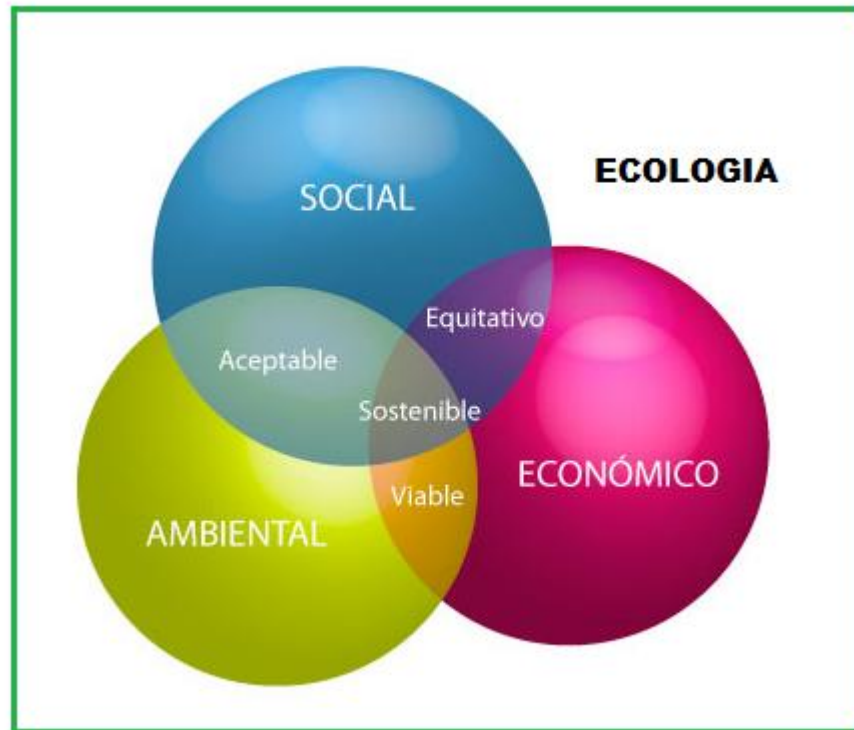 ECOLOGIA
SOCIAL
Equitativo
Aceptable
Sostenible
ECONÓMICO
Viable
AMBIENTAL